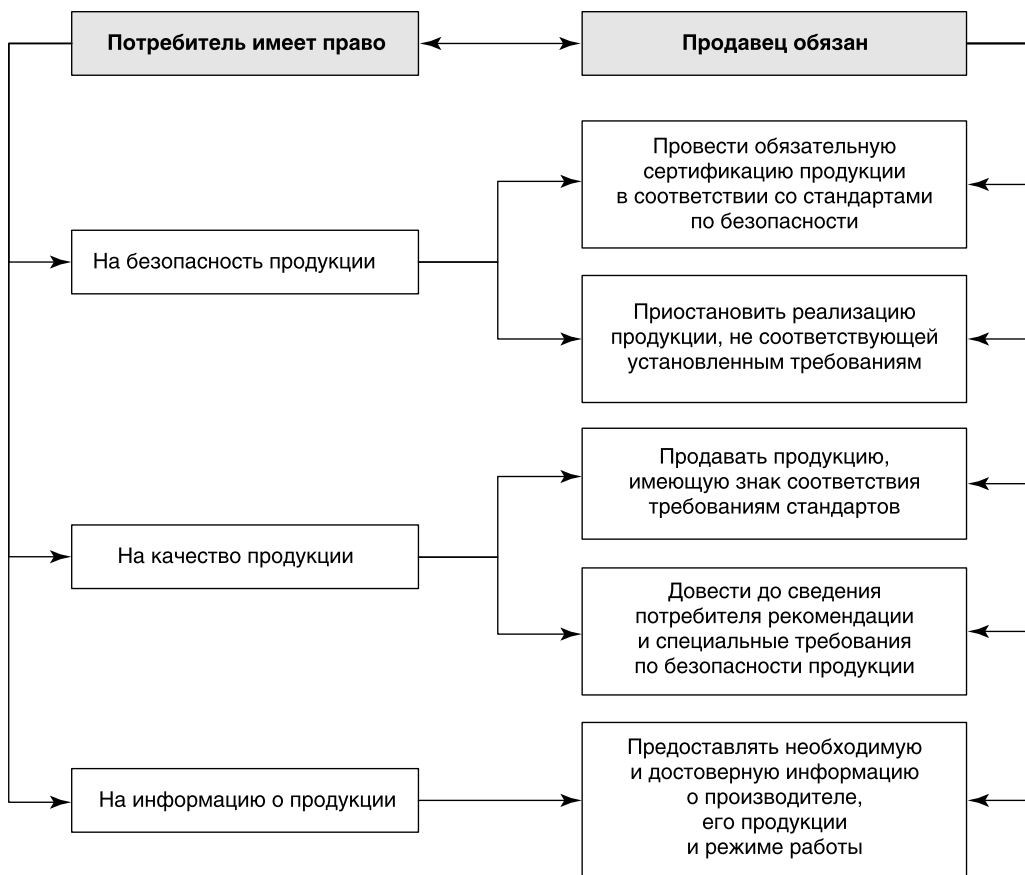 Потребитель имеет право
Продавец обязан
Провести обязательную
сертификацию продукции
в соответствии со стандартами
по безопасности
На безопасность продукции
Приостановить реализацию
продукции, не соответствующей
установленным требованиям
Продавать продукцию,
имеющую знак соответствия
требованиям стандартов
На качество продукции
Довести до сведения
потребителя рекомендации
и специальные требования
по безопасности продукции
На информацию о продукции
Предоставлять необходимую
и достоверную информацию
о производителе,
его продукции
и режиме работы